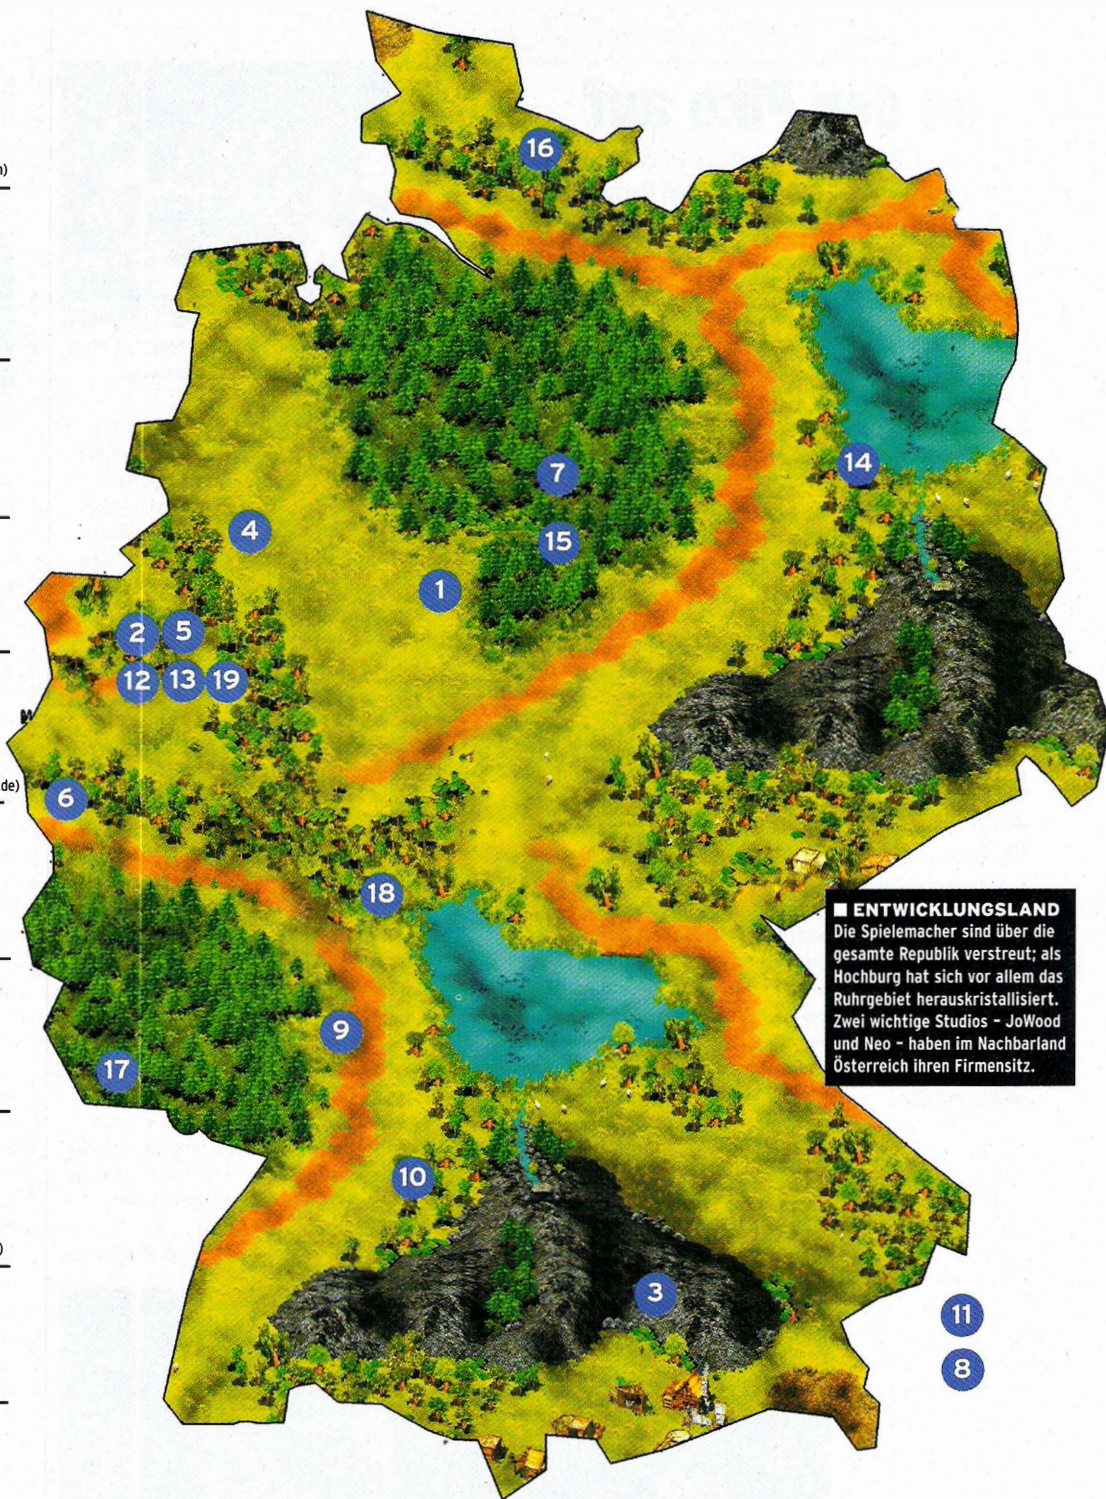 n)
16
7
14
4
15
1
2 5
12 13 19
de)
6
18
■ ENTWICKLUNGSLAND
Die Spielemacher sind über die
gesamte Republik verstreut; als
Hochburg hat sich vor allem das
Ruhrgebiet herauskristallisiert.
Zwei wichtige Studios - JoWood
und Neo - haben im Nachbarland
Österreich ihren Firmensitz.
9
17
10
)
3
11
8